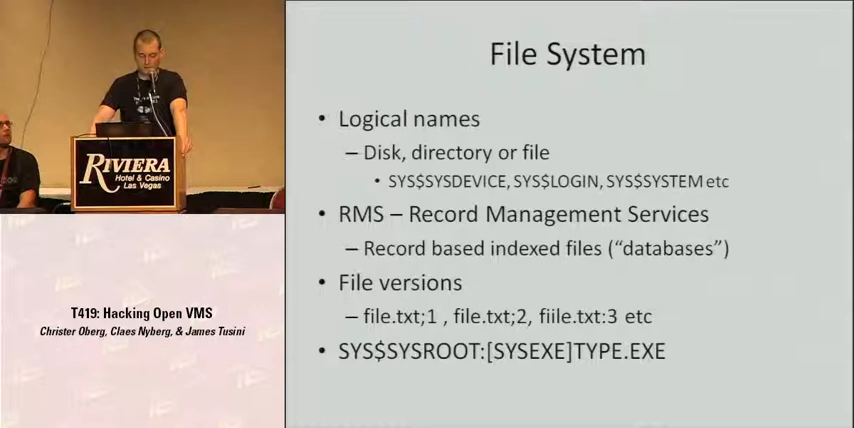 RIVIERA
Hotel & Casino
Las Vegas
T419: Hacking Open VMS
Christer Oberg, Claes Nyberg, & James Tusini
File System
• Logical names
– Disk, directory or file
• SYS$SYSDEVICE, SYS$LOGIN, SYS$SYSTEM etc
• RMS – Record Management Services
– Record based indexed files (“databases”)
• File versions
– file.txt;1 , fiile.txt;2, fiiile.txt:3 etc
• SYS$SYSROOT:[SYSEXE]TYPE.EXE